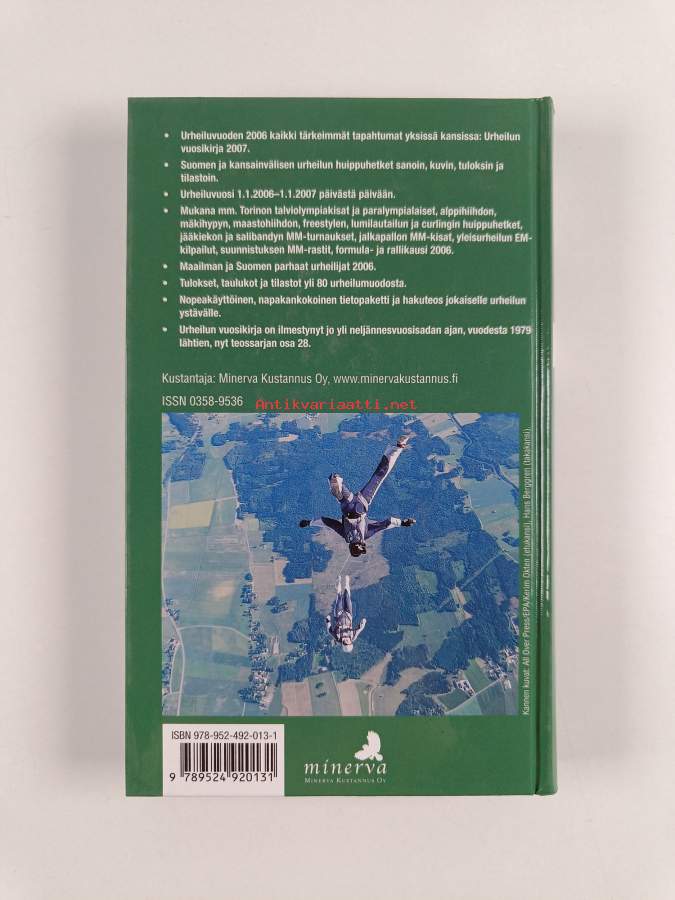 • Urheiluvuoden 2006 kaikki tärkeimmät tapahtumat yksissä kansissa: Urheilun
vuosikirja 2007.
• Suomen ja kansainvälisen urheilun huippuhetket sanoin, kuvin, tuloksin ja
tilastoin.
• Urheiluvuosi 1.1.2006–1.1.2007 päivästä päivään.
• Mukana mm. Torinon talviolympiakisat ja paralympialaiset, alppihiihdon,
mäkihypyn, maastohiihdon, freestylen, lumilautailun ja curlingin huippuhetket,
jääkiekon ja salibandyn MM-turnaukset, jalkapallon MM-kisat, yleisurheilun EM-
kilpailut, suunnistuksen MM-rastit, formula- ja rallikausi 2006.
• Maailman ja Suomen parhaat urheilijat 2006.
• Tulokset, taulukot ja tilastot yli 80 urheilumuodosta.
• Nopeakäyttöinen, napakankokoinen tietopaketti ja hakuteos jokaiselle urheilun
ystävälle.
• Urheilun vuosikirja on ilmestynyt jo yli neljännesvuosisadan ajan, vuodesta 1979
lähtien, nyt teossarjan osa 28.
Kustantaja: Minerva Kustannus Oy, www.minervakustannus.fi
ISSN 0358-9536
Antikvariaatti.net
Kannen kuvat: All Over Press/EPA/Kerim Okten (etukansi), Hans Berggren (takakansi).
ISBN 978-952-492-013-1
9 789524 920131
minerva
MINERVA KUSTANNUS OY